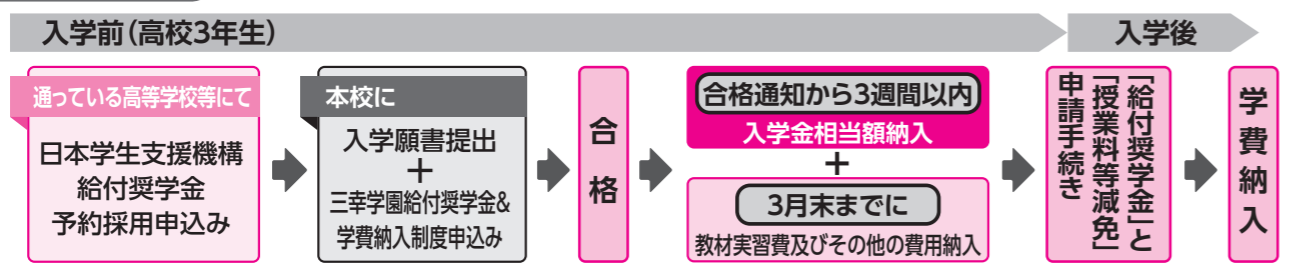 入学前(高校3年生)
入学後
通っている高等学校等にて
日本学生支援機構
給付奨学金
予約採用申込み
本校に
入学願書提出
+
三幸学園給付奨学金&
学費納入制度申込み
合格
合格通知から3週間以内
入学金相当額納入
+
3月末までに
教材実習費及びその他の費用納入
「給付奨学金」と
「授業料等減免」
申請手続き
学費納入